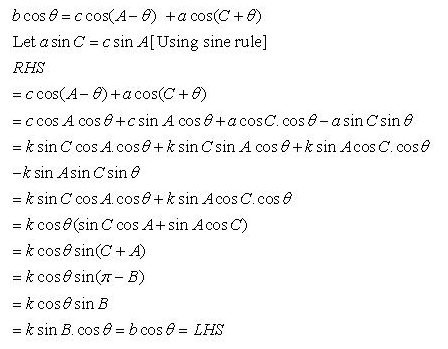 b cos θ = c cos(A − θ) + a cos(C + θ)
Let a sin C = c sin A[Using sine rule]
RHS
= c cos(A − θ) + a cos(C + θ)
= c cos A cos θ + c sin A cos θ + a cos C. cos θ − a sin C sin θ
= k sin C cos A. cos θ + k sin C sin A cos θ + k sin A cos C. cos θ
−k sin A sin C sin θ
= k sin C cos A. cos θ + k sin A cos C. cos θ
= k cos θ(sin C cos A + sin A cos C)
= k cos θ sin(C + A)
= k cos θ sin(π − B)
= k cos θ sin B
= k sin B. cos θ = b cos θ = LHS